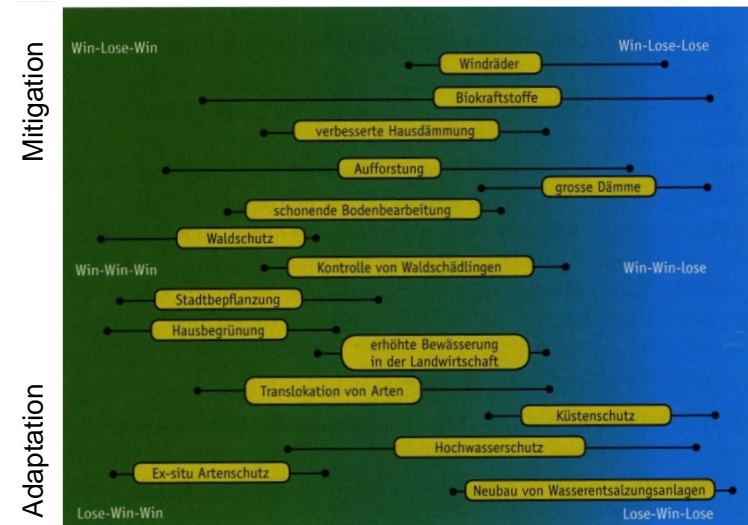 Mitigation
Win-Lose-Win
Win-Lose-Lose
Windräder
Biokraftstoffe
verbesserte Hausdämmung
Aufforstung
grosse Dämme
schonende Bodenbearbeitung
Waldschutz
Win-Win-Win
Kontrolle von Waldschädlingen
Win-Win-lose
Stadtbepflanzung
Hausbegrünung
erhöhte Bewässerung
in der Landwirtschaft
Adaptation
Translokation von Arten
Küstenschutz
Hochwasserschutz
Ex-situ Artenschutz
Neubau von Wasserentsalzungsanlagen
Lose-Win-Win
Lose-Win-Lose